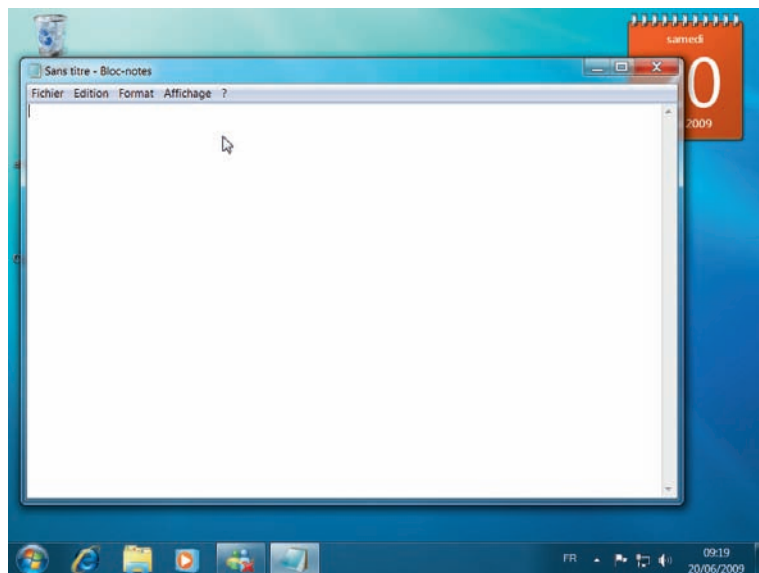 samedi
Sans titre - Bloc-notes
Fichier Edition Format Affichage ?
0
2009
FR
09:19
20/06/2009